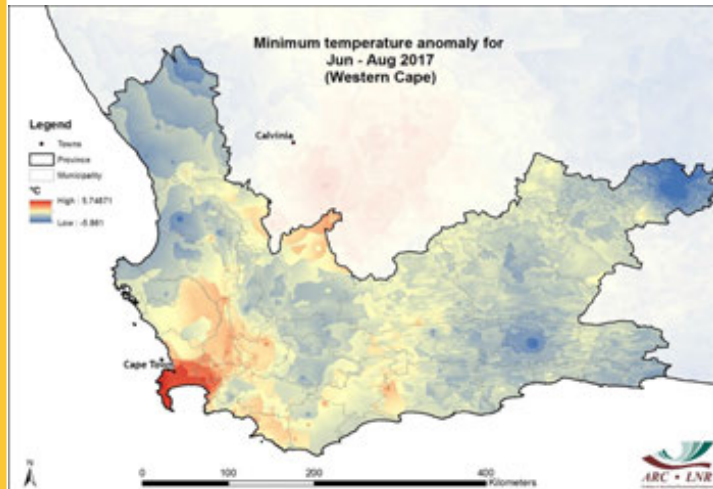 Minimum temperature anomaly for
Jun - Aug 2017
(Western Cape)
Calvinia
Legend
Towns
Province
Municipality
°C
High : 5.74871
Low : -5.881
Cape Town
N
0 100 200 400
Kilometers
ARC • LNR